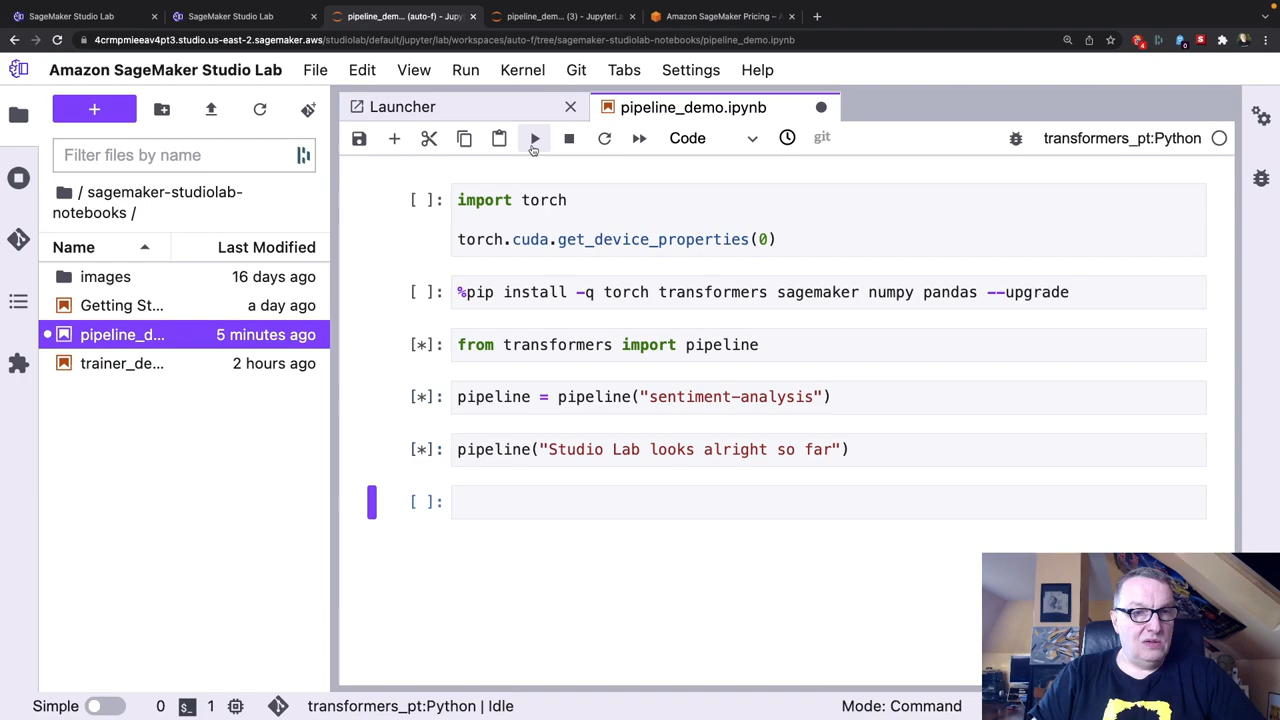 SageMaker Studio Lab
SageMaker Studio Lab
pipeline_dem... (auto-f) - Jupy
pipeline_dem... (3) - JupyterLa
Amazon SageMaker Pricing – A
4crmpmieeav4pt3.studio.us-east-2.sagemaker.aws/studiolab/default/jupyter/lab/workspaces/auto-f/tree/sagemaker-studiolab-notebooks/pipeline_demo.ipynb
Amazon SageMaker Studio Lab File Edit View Run Kernel Git Tabs Settings Help
Launcher
pipeline_demo.ipynb
Code
git
transformers_pt:Python
Filter files by name
/ sagemaker-studiolab-
notebooks /
Name Last Modified
images 16 days ago
Getting St... a day ago
pipeline_d... 5 minutes ago
trainer_de... 2 hours ago
[ ]: import torch
torch.cuda.get_device_properties(0)
[ ]: %pip install -q torch transformers sagemaker numpy pandas --upgrade
[*]: from transformers import pipeline
[*]: pipeline = pipeline("sentiment-analysis")
[*]: pipeline("Studio Lab looks alright so far")
[ ]:
Simple 0 1 transformers_pt:Python | Idle Mode: Command